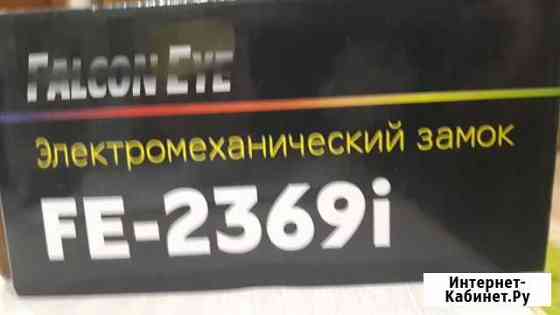 FALCON EYE
Электромеханический замок
FE-2369i
Интернет-
Кабинет.Ру